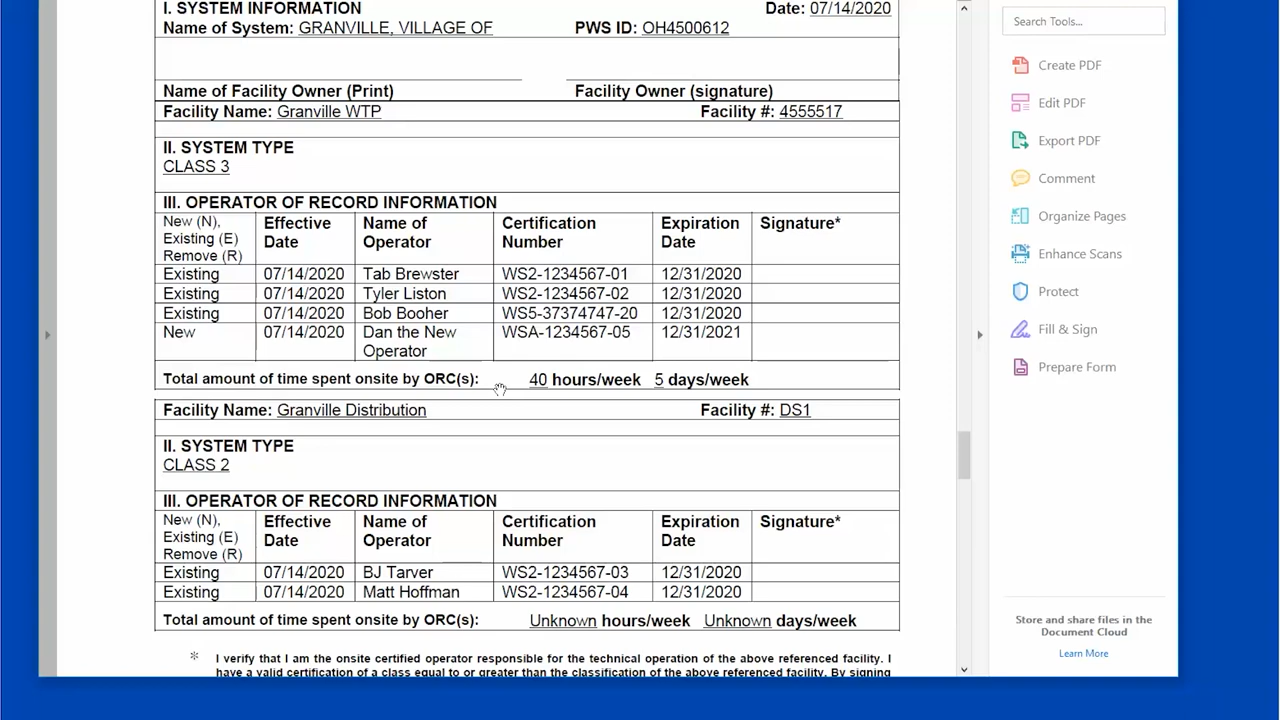 I. SYSTEM INFORMATION Date: 07/14/2020
Name of System: GRANVILLE, VILLAGE OF PWS ID: OH4500612
Name of Facility Owner (Print) Facility Owner (signature)
Facility Name: Granville WTP Facility #: 4555517
II. SYSTEM TYPE
CLASS 3
III. OPERATOR OF RECORD INFORMATION
New (N), Existing (E) Remove (R) Effective Date Name of Operator Certification Number Expiration Date Signature*
Existing 07/14/2020 Tab Brewster WS2-1234567-01 12/31/2020
Existing 07/14/2020 Tyler Liston WS2-1234567-02 12/31/2020
Existing 07/14/2020 Bob Booher WS5-37374747-20 12/31/2020
New 07/14/2020 Dan the New Operator WSA-1234567-05 12/31/2021
Total amount of time spent onsite by ORC(s): 40 hours/week 5 days/week
Facility Name: Granville Distribution Facility #: DS1
II. SYSTEM TYPE
CLASS 2
III. OPERATOR OF RECORD INFORMATION
New (N), Existing (E) Remove (R) Effective Date Name of Operator Certification Number Expiration Date Signature*
Existing 07/14/2020 BJ Tarver WS2-1234567-03 12/31/2020
Existing 07/14/2020 Matt Hoffman WS2-1234567-04 12/31/2020
Total amount of time spent onsite by ORC(s): Unknown hours/week Unknown days/week
* I verify that I am the onsite certified operator responsible for the technical operation of the above referenced facility. I
have a valid certification of a class equal to or greater than the classification of the above referenced facility. By signing
Search Tools...
Create PDF
Edit PDF
Export PDF
Comment
Organize Pages
Enhance Scans
Protect
Fill & Sign
Prepare Form
Store and share files in the
Document Cloud
Learn More